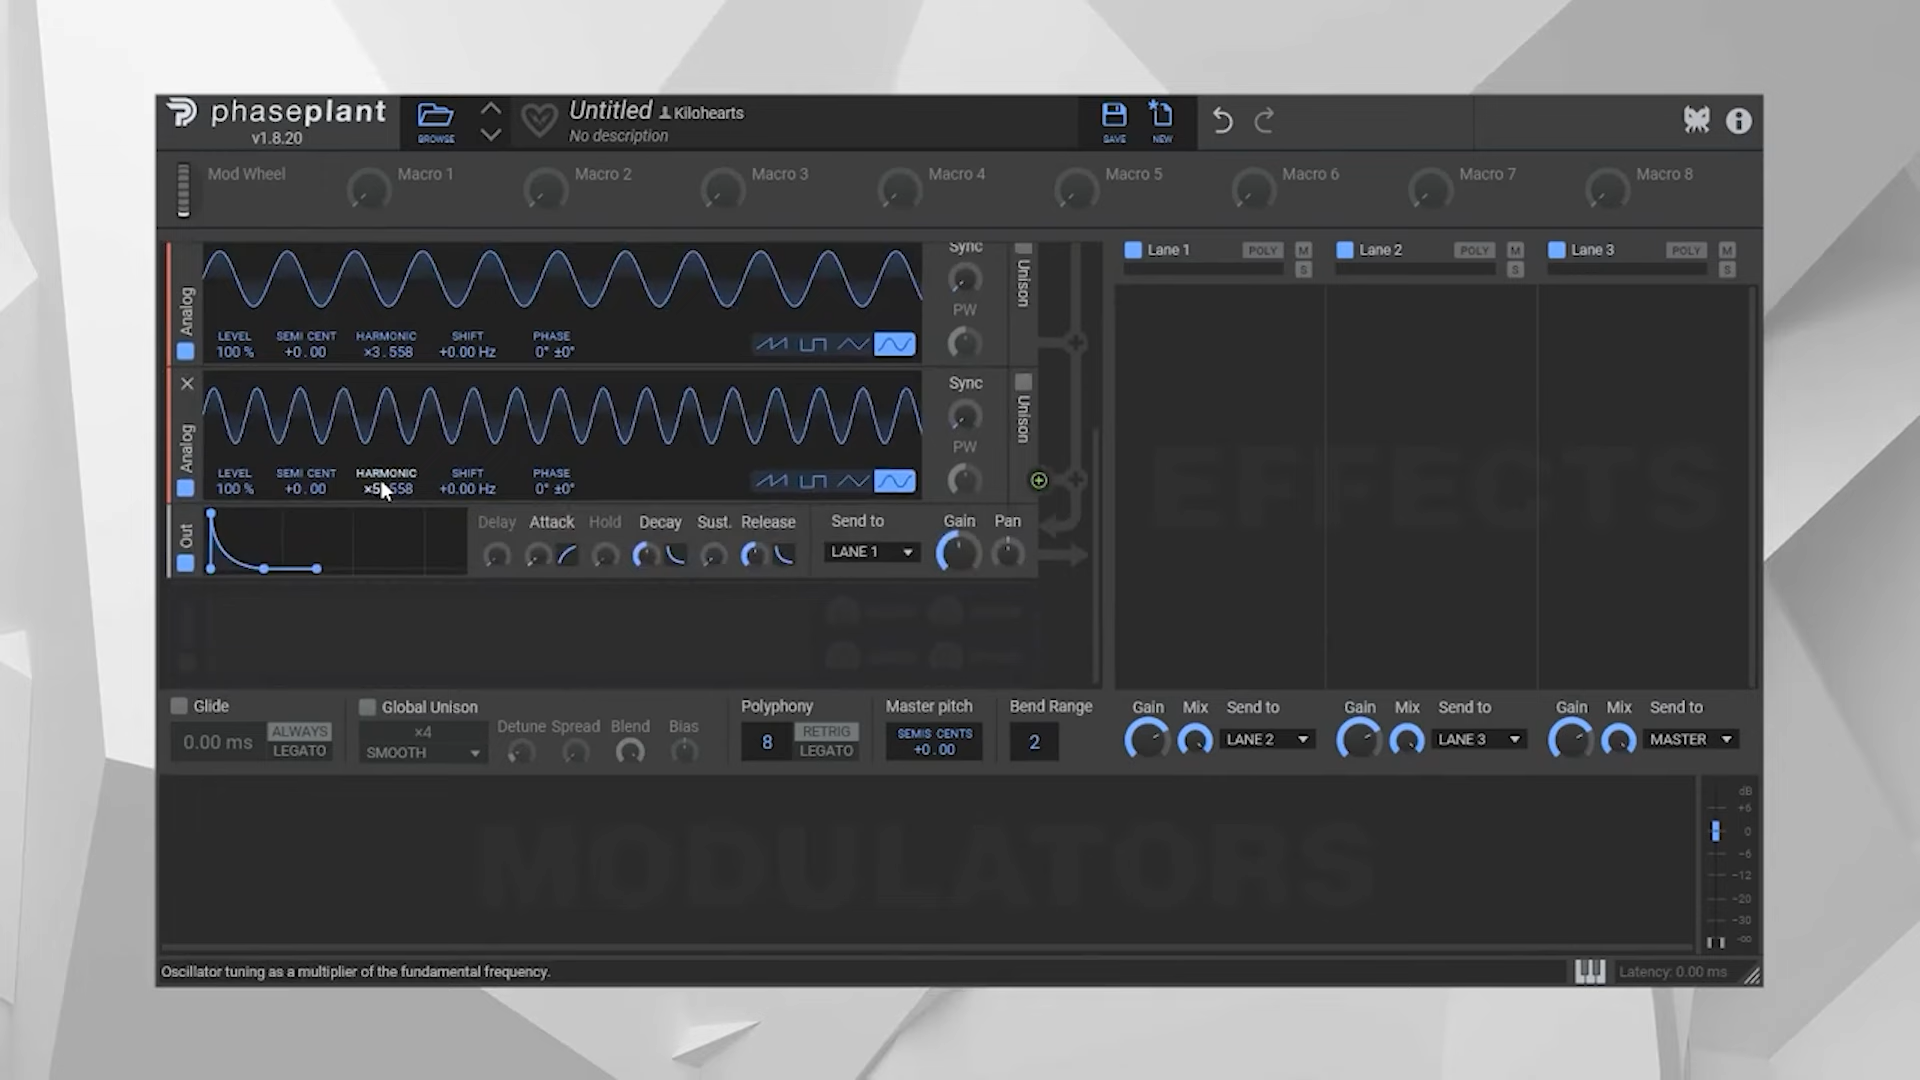 phaseplant
v1.8.20
BROWSE
Untitled Kilohearts
No description
SAVE
NEW
Mod Wheel
Macro 1
Macro 2
Macro 3
Macro 4
Macro 5
Macro 6
Macro 7
Macro 8
Analog
LEVEL SEMI CENT HARMONIC SHIFT PHASE
100 % +0.00 ×3.558 +0.00 Hz 0° ±0°
Sync
PW
Unison
Analog
LEVEL SEMI CENT HARMONIC SHIFT PHASE
100 % +0.00 +0.00 Hz 0° ±0°
Sync
PW
Unison
Out
Delay Attack Hold Decay Sust. Release
Send to
LANE 1
Gain Pan
Lane 1 POLY M
S
Lane 2 POLY M
S
Lane 3 POLY M
S
EFFECTS
Glide
0.00 ms
ALWAYS
LEGATO
Global Unison
×4
SMOOTH
Detune Spread Blend Bias
Polyphony
8
RETRIG
LEGATO
Master pitch
SEMIS CENTS
+0.00
Bend Range
2
Gain Mix Send to
LANE 2
Gain Mix Send to
LANE 3
Gain Mix Send to
MASTER
MODULATORS
dB
+6
0
-6
-12
-20
-30
-∞
Oscillator tuning as a multiplier of the fundamental frequency.
Latency: 0.00 ms